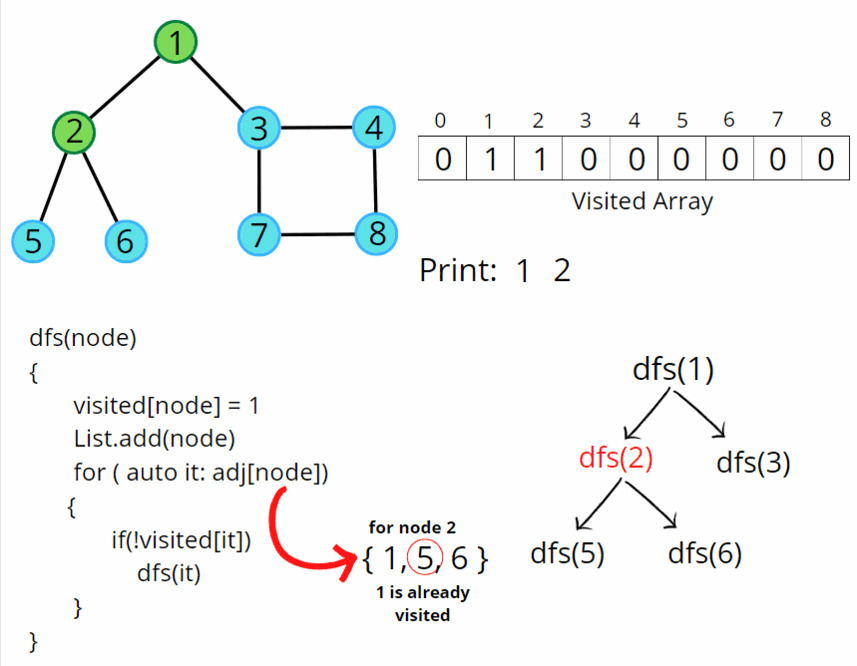 1
2
3
4
5
6
7
8
0 1 2 3 4 5 6 7 8
0 1 1 0 0 0 0 0 0
Visited Array
Print: 1 2
dfs(node)
{
visited[node] = 1
List.add(node)
for ( auto it: adj[node])
{
if(!visited[it])
dfs(it)
}
}
for node 2
{ 1, 5, 6 }
1 is already
visited
dfs(1)
dfs(2)
dfs(3)
dfs(5)
dfs(6)